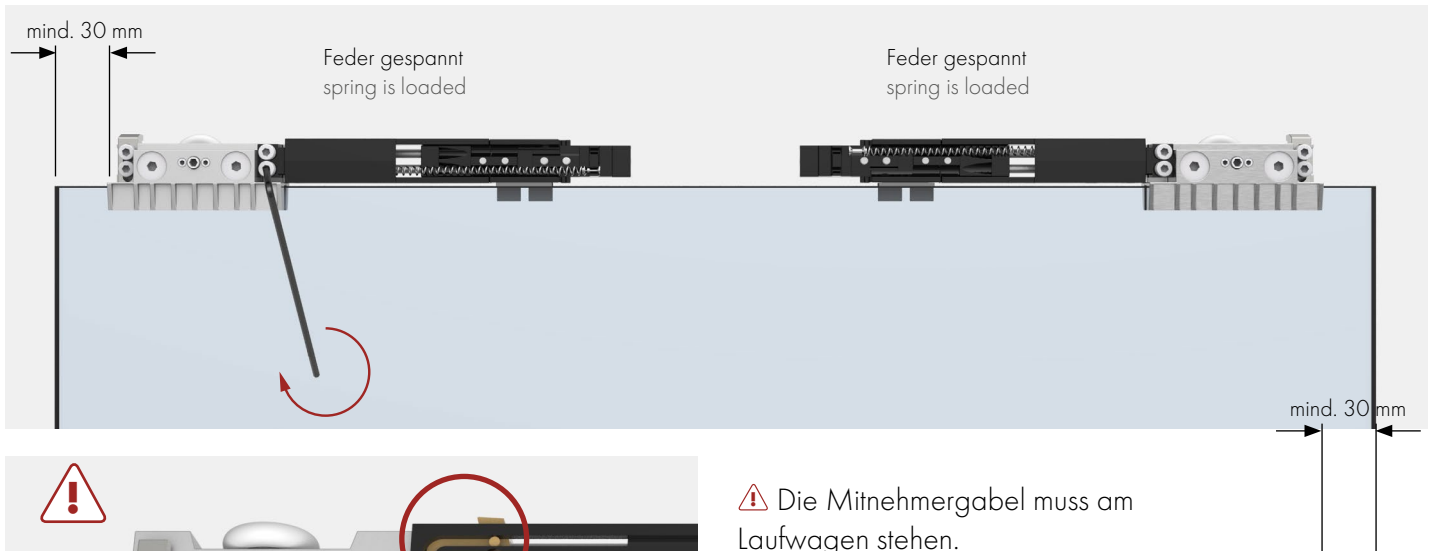 mind. 30 mm
Feder gespannt
spring is loaded
Feder gespannt
spring is loaded
mind. 30 mm
Die Mitnehmergabel muss am
Laufwagen stehen.